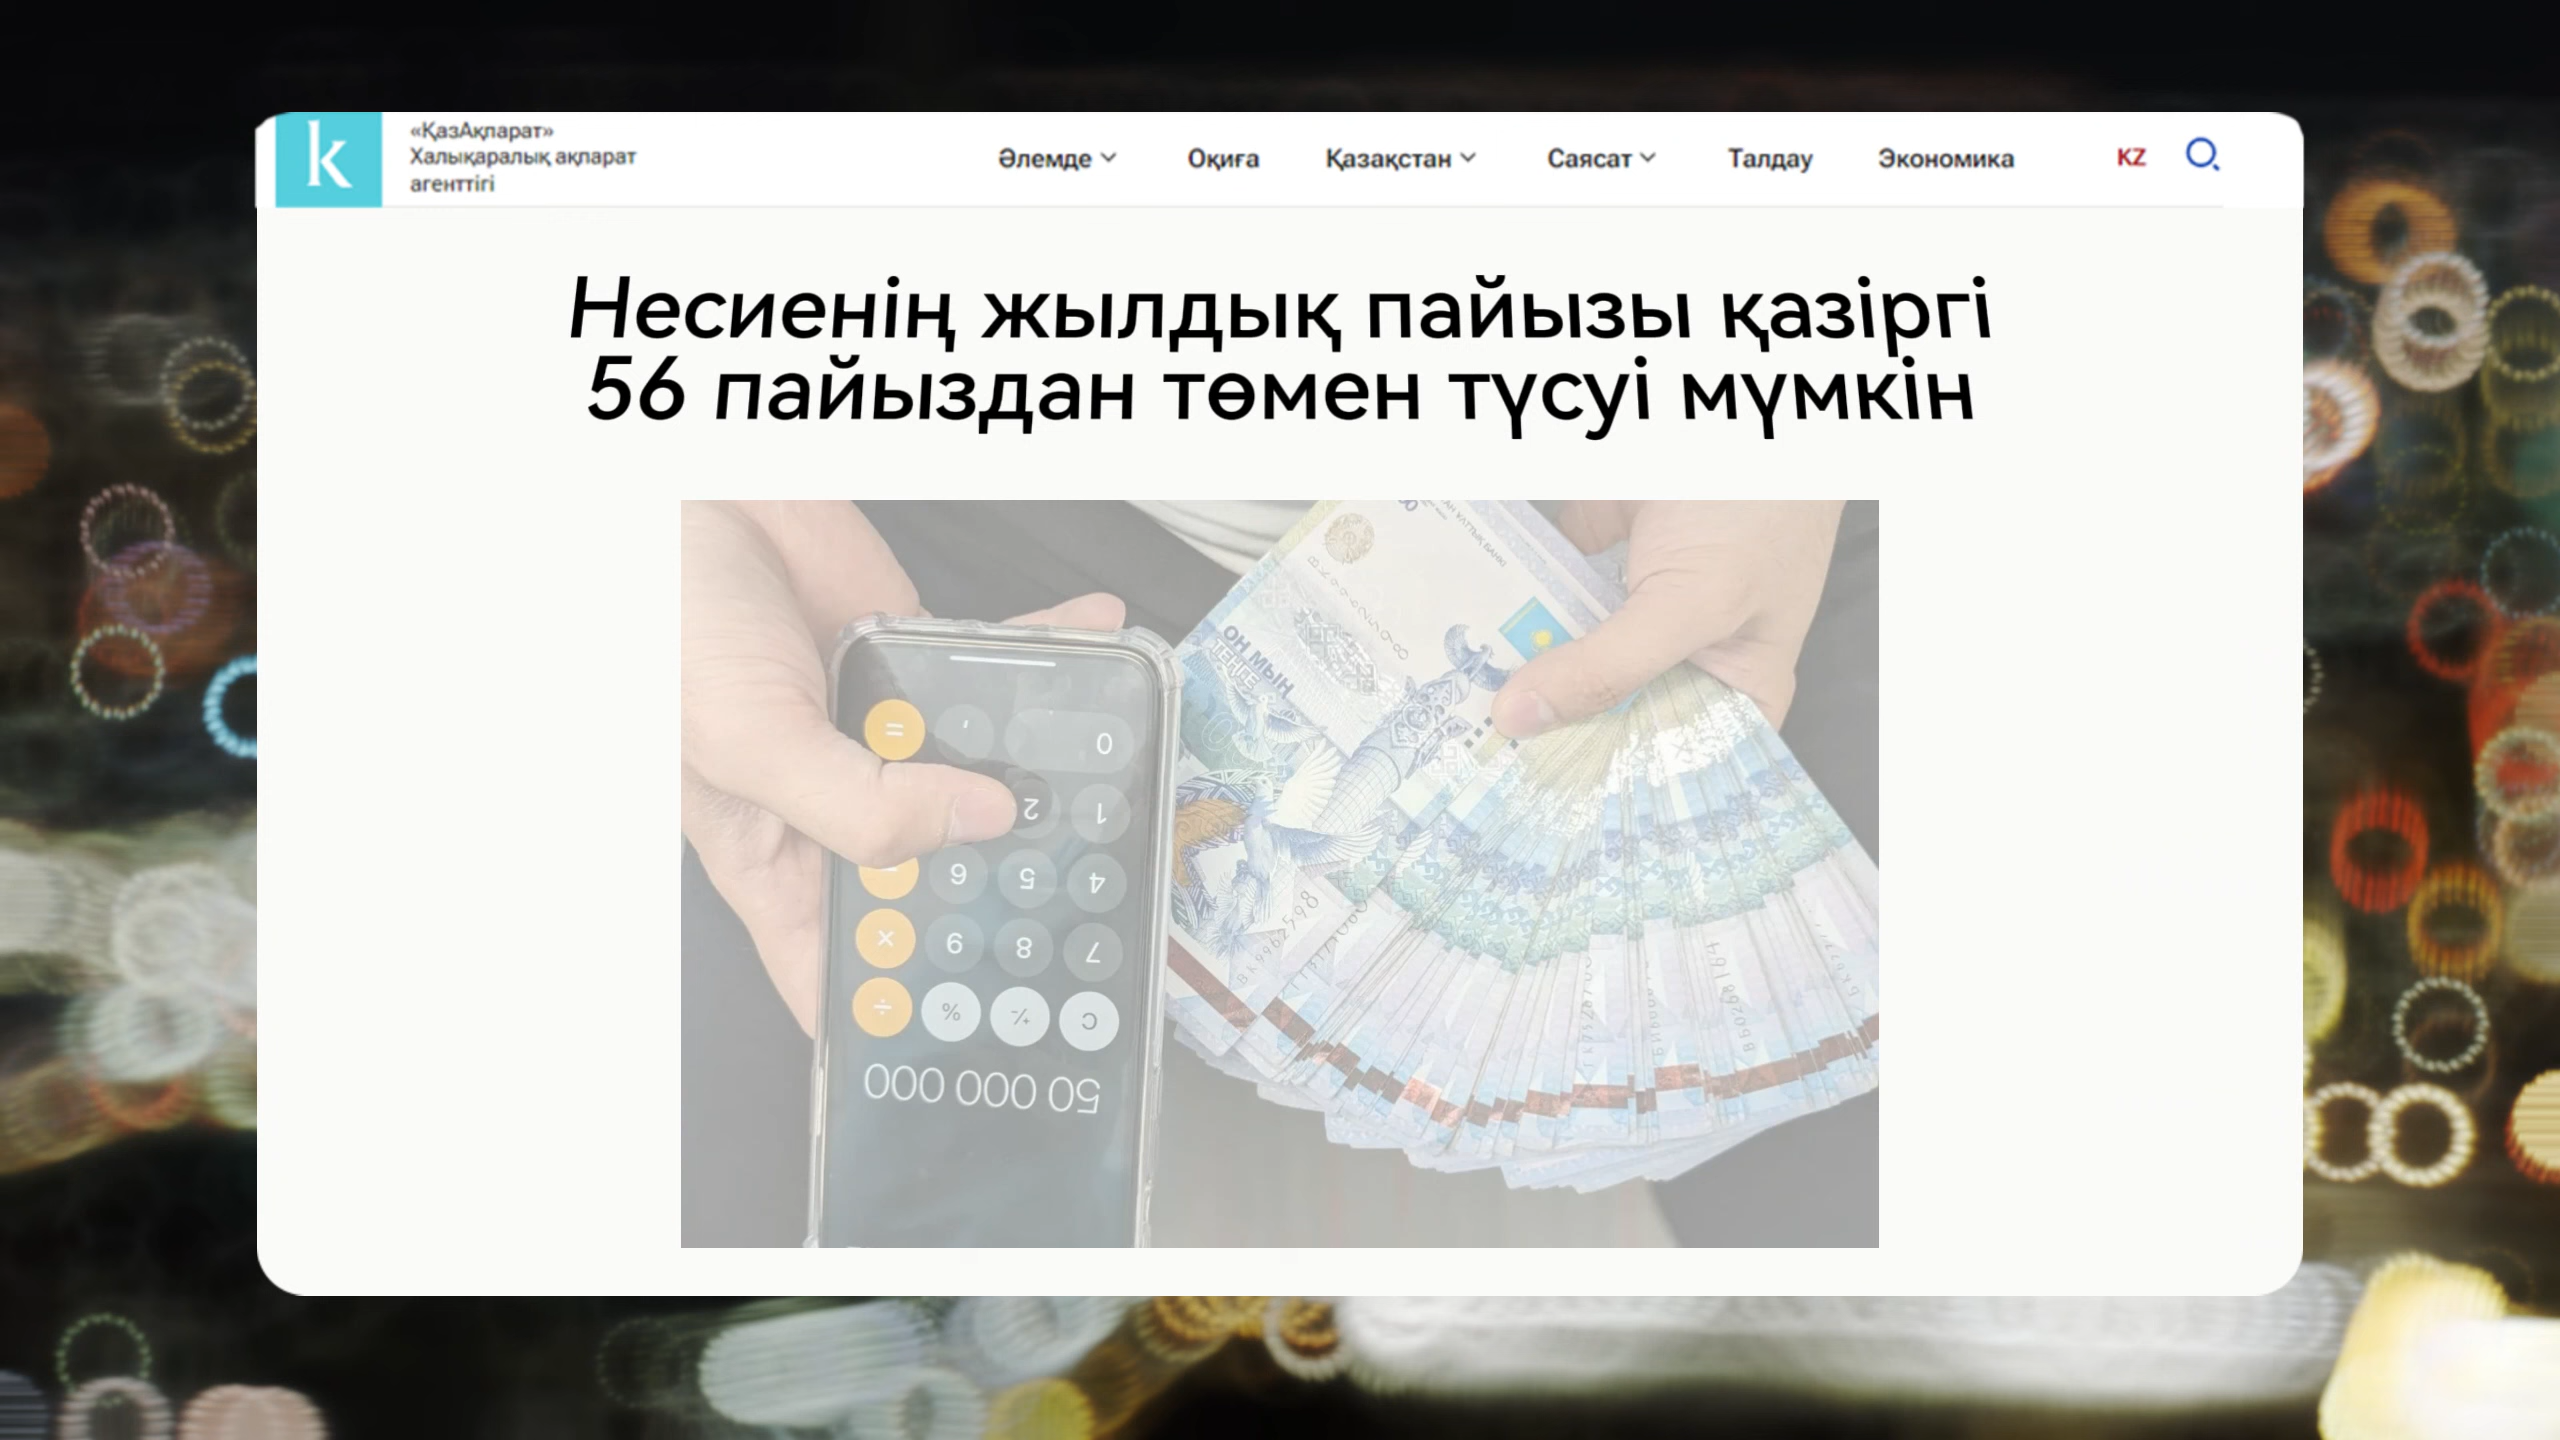 k
«ҚазАқпарат»
Халықаралық ақпарат
агенттігі
Әлемде
Оқиға
Қазақстан
Саясат
Талдау
Экономика
KZ
Несиенің жылдық пайызы қазіргі
56 пайыздан төмен түсуі мүмкін
ОН МЫҢ
ТЕҢГЕ
= , 0
2 1
6 5 4
× 9 8 7
÷ % +/- C
50 000 000